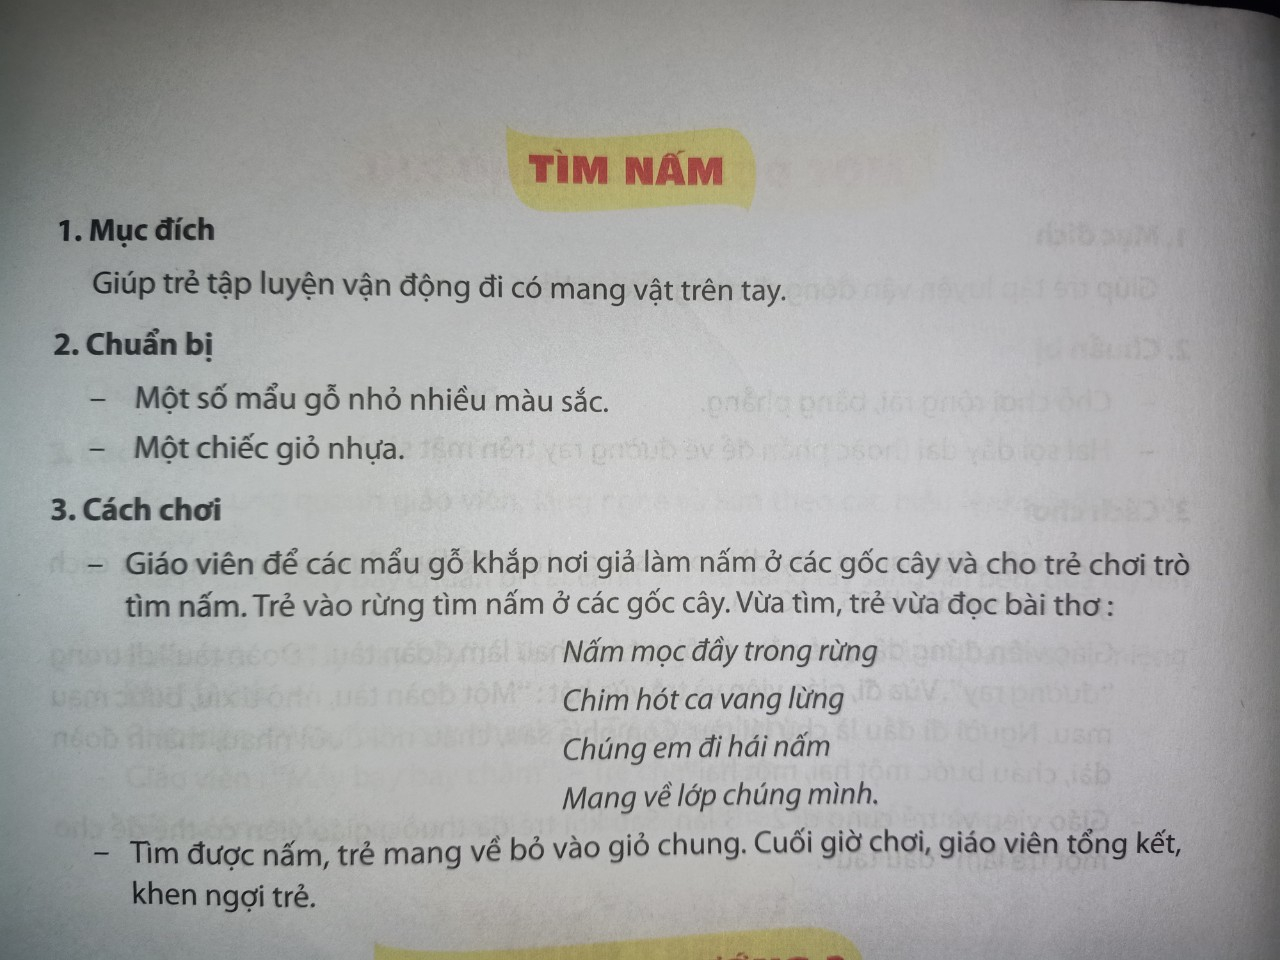 TÌM NẤM
1. Mục đích
Giúp trẻ tập luyện vận động đi có mang vật trên tay.
2. Chuẩn bị
– Một số mẩu gỗ nhỏ nhiều màu sắc.
– Một chiếc giỏ nhựa.
3. Cách chơi
– Giáo viên để các mẩu gỗ khắp nơi giả làm nấm ở các gốc cây và cho trẻ chơi trò
tìm nấm. Trẻ vào rừng tìm nấm ở các gốc cây. Vừa tìm, trẻ vừa đọc bài thơ :
Nấm mọc đầy trong rừng
Chim hót ca vang lừng
Chúng em đi hái nấm
Mang về lớp chúng mình.
– Tìm được nấm, trẻ mang về bỏ vào giỏ chung. Cuối giờ chơi, giáo viên tổng kết,
khen ngợi trẻ.